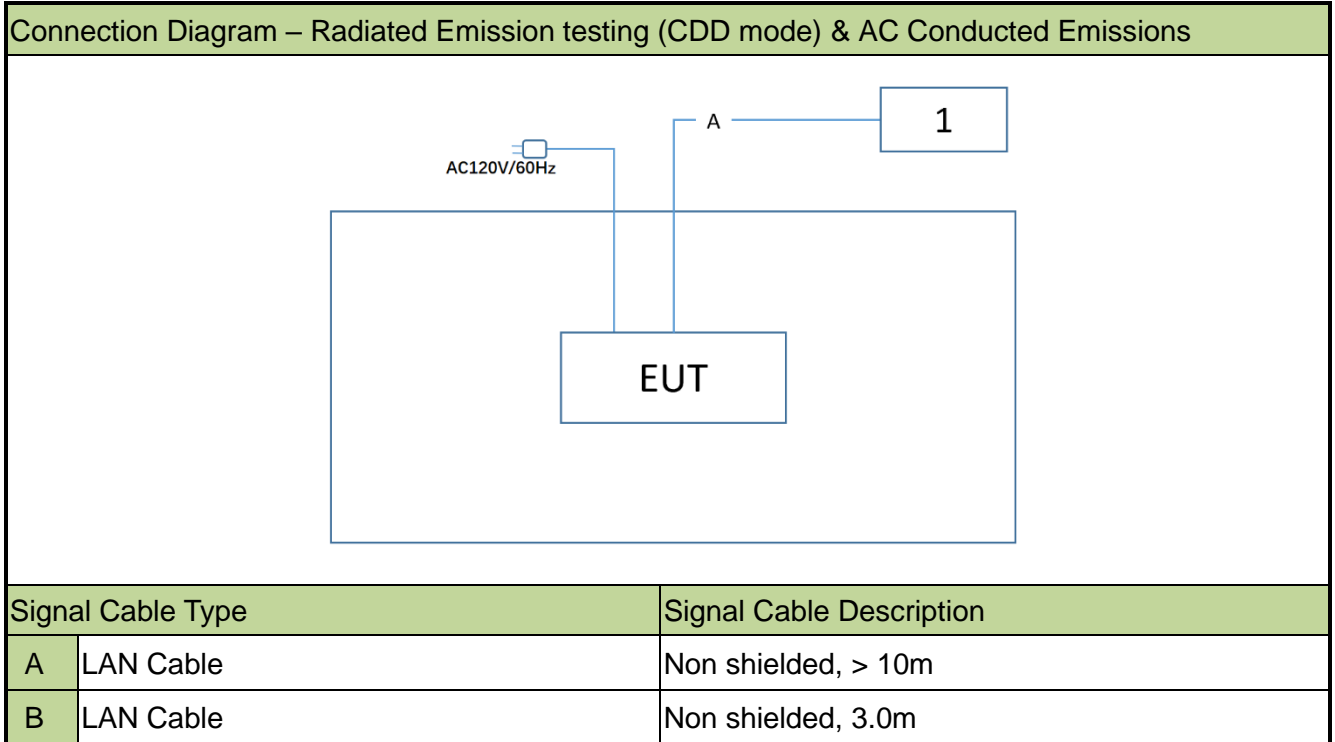 Connection Diagram – Radiated Emission testing (CDD mode) & AC Conducted Emissions
A
1
AC120V/60Hz
EUT
Signal Cable Type Signal Cable Description
A LAN Cable Non shielded, > 10m
B LAN Cable Non shielded, 3.0m